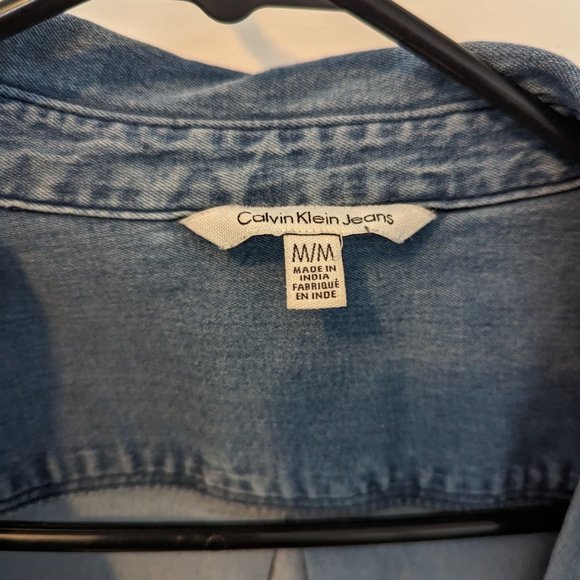 Calvin Klein Jeans
M/M
MADE IN
INDIA
FABRIQUÉ
EN INDE